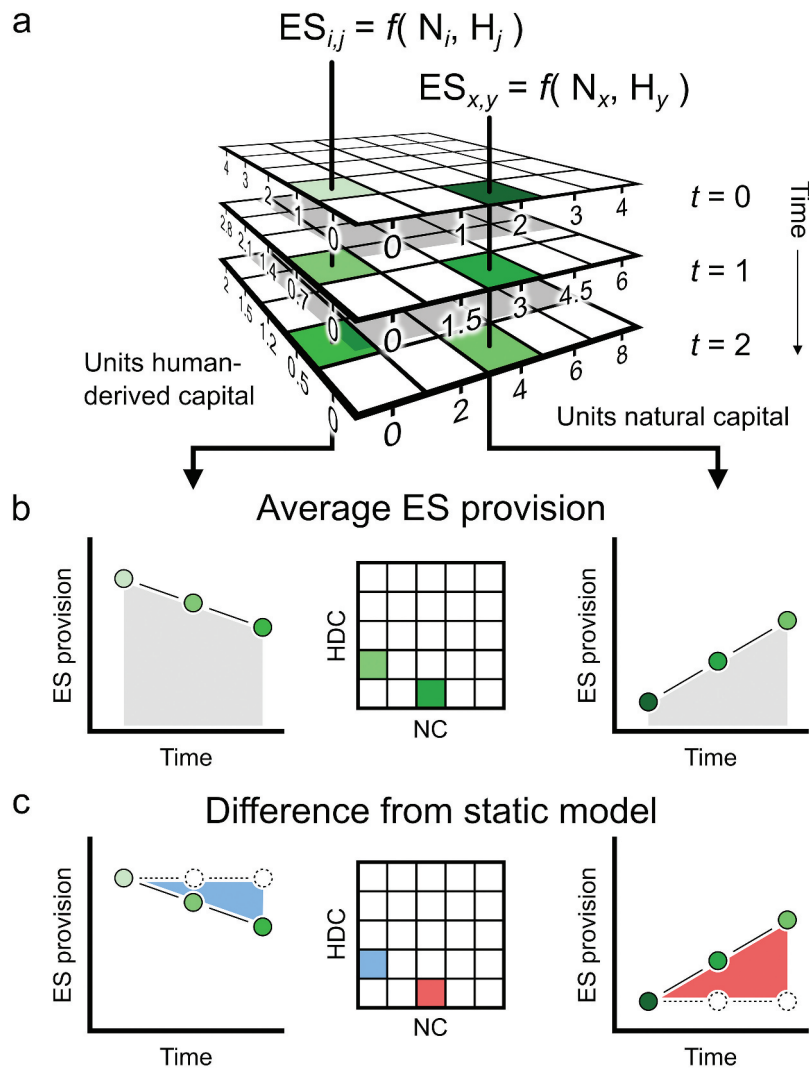 a
ES i,j = f( N i, H j )
ES x,y = f( N x, H y )
Time
4 3 2 1 0
0 1 2 3 4
t = 0
2.8 2.1 1.4 0.7 0
0 1.5 3 4.5 6
t = 1
2 1.5 1.2 0.5 0
0 2 4 6 8
t = 2
Units human-
derived capital
Units natural capital
b
Average ES provision
ES provision
Time
HDC
NC
ES provision
Time
c
Difference from static model
ES provision
Time
HDC
NC
ES provision
Time